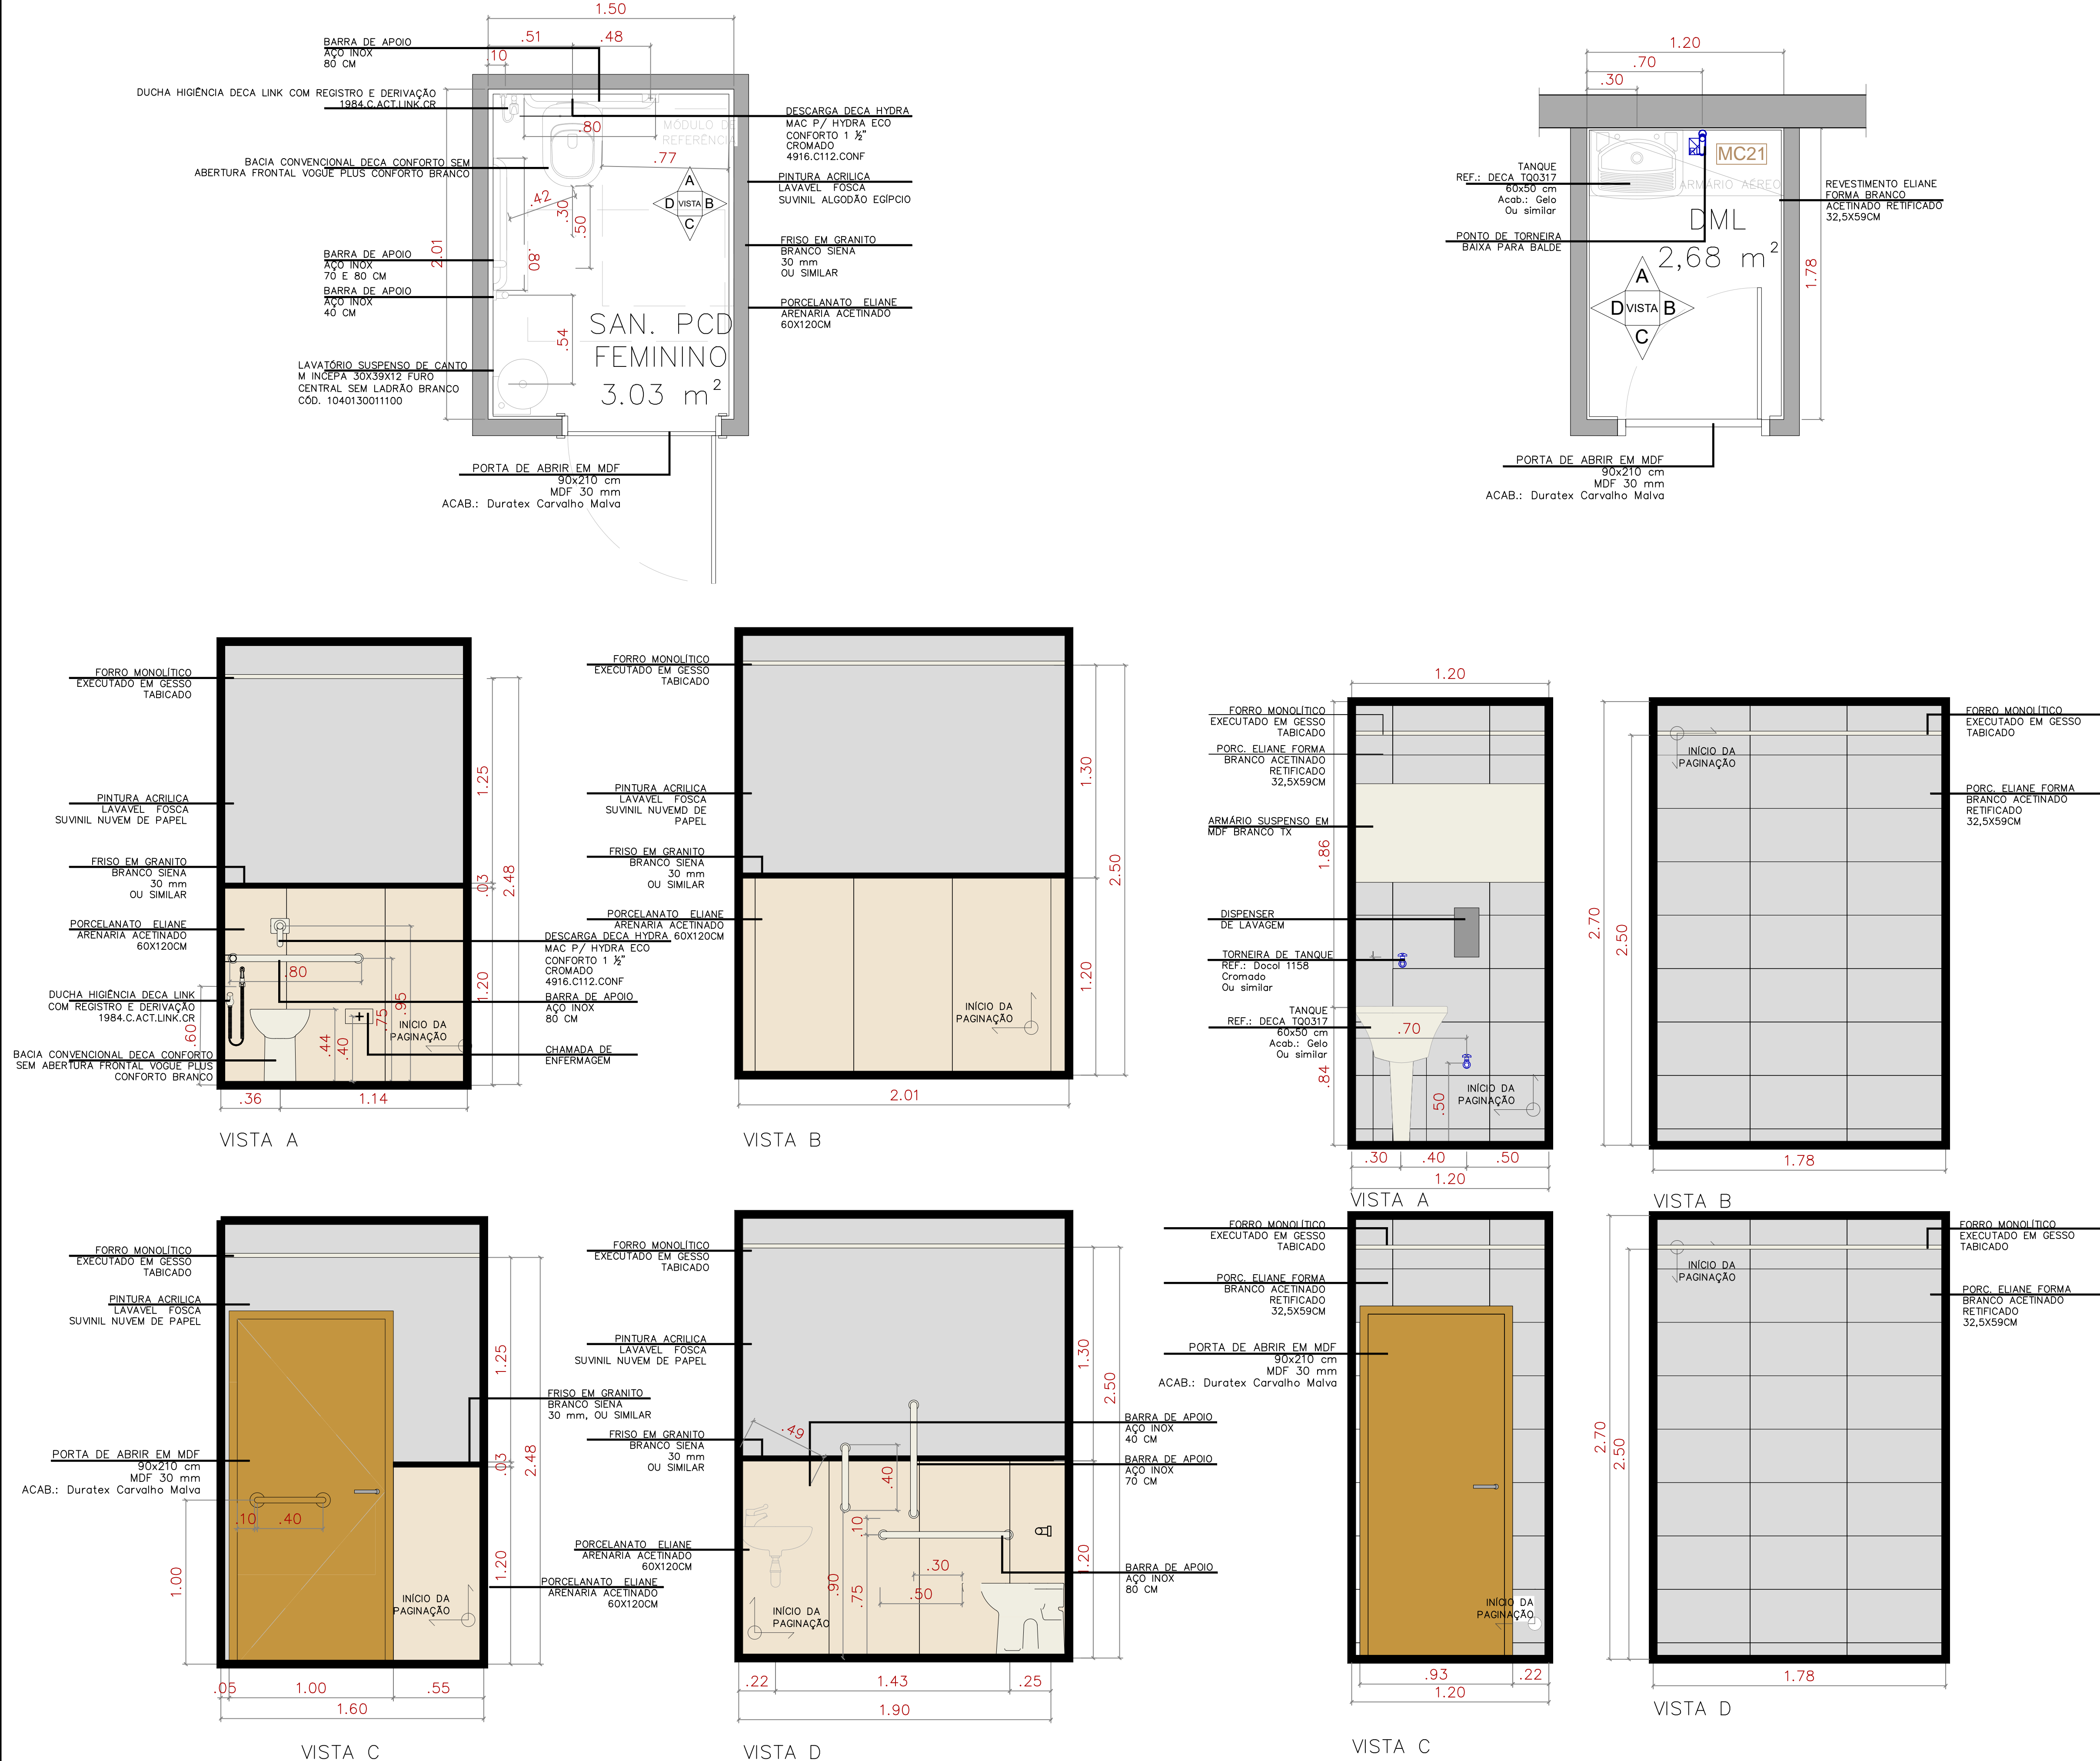 1.50
.51
.48
.10
BARRA DE APOIO
AÇO INOX
80 CM
DUCHA HIGIÊNCIA DECA LINK COM REGISTRO E DERIVAÇÃO
1984.C.ACT.LINK.CR
.80
MÓDULO DE
REFERÊNCIA
.77
DESCARGA DECA HYDRA
MAC P/ HYDRA ECO
CONFORTO 1 ½"
CROMADO
4916.C112.CONF
BACIA CONVENCIONAL DECA CONFORTO SEM
ABERTURA FRONTAL VOGUE PLUS CONFORTO BRANCO
PINTURA ACRILICA
LAVAVEL FOSCA
SUVINIL ALGODÃO EGÍPCIO
A
D VISTA B
C
.42
.30
.50
.80
2.01
FRISO EM GRANITO
BRANCO SIENA
30 mm
OU SIMILAR
BARRA DE APOIO
AÇO INOX
70 E 80 CM
BARRA DE APOIO
AÇO INOX
40 CM
PORCELANATO ELIANE
ARENARIA ACETINADO
60X120CM
.54
SAN. PCD
FEMININO
3.03 m²
LAVATÓRIO SUSPENSO DE CANTO
M INCEPA 30X39X12 FURO
CENTRAL SEM LADRÃO BRANCO
CÓD. 1040130011100
PORTA DE ABRIR EM MDF
90x210 cm
MDF 30 mm
ACAB.: Duratex Carvalho Malva
1.20
.70
.30
MC21
TANQUE
REF.: DECA TQ0317
60x50 cm
Acab.: Gelo
Ou similar
ARMÁRIO AÉREO
REVESTIMENTO ELIANE
FORMA BRANCO
ACETINADO RETIFICADO
32,5X59CM
PONTO DE TORNEIRA
BAIXA PARA BALDE
DML
2,68 m²
1.78
A
D VISTA B
C
PORTA DE ABRIR EM MDF
90x210 cm
MDF 30 mm
ACAB.: Duratex Carvalho Malva
FORRO MONOLÍTICO
EXECUTADO EM GESSO
TABICADO
PINTURA ACRILICA
LAVAVEL FOSCA
SUVINIL NUVEM DE PAPEL
FRISO EM GRANITO
BRANCO SIENA
30 mm
OU SIMILAR
PORCELANATO ELIANE
ARENARIA ACETINADO
60X120CM
DUCHA HIGIÊNCIA DECA LINK
COM REGISTRO E DERIVAÇÃO
1984.C.ACT.LINK.CR
BACIA CONVENCIONAL DECA CONFORTO
SEM ABERTURA FRONTAL VOGUE PLUS
CONFORTO BRANCO
.80
.60
.44
.40
.75
.95
INÍCIO DA
PAGINAÇÃO
1.25
.03
2.48
1.20
DESCARGA DECA HYDRA
MAC P/ HYDRA ECO
CONFORTO 1 ½"
CROMADO
4916.C112.CONF
BARRA DE APOIO
AÇO INOX
80 CM
CHAMADA DE
ENFERMAGEM
.36
1.14
VISTA A
FORRO MONOLÍTICO
EXECUTADO EM GESSO
TABICADO
PINTURA ACRILICA
LAVAVEL FOSCA
SUVINIL NUVEMD DE
PAPEL
FRISO EM GRANITO
BRANCO SIENA
30 mm
OU SIMILAR
PORCELANATO ELIANE
ARENARIA ACETINADO
60X120CM
INÍCIO DA
PAGINAÇÃO
1.30
2.50
1.20
2.01
VISTA B
1.20
FORRO MONOLÍTICO
EXECUTADO EM GESSO
TABICADO
PORC. ELIANE FORMA
BRANCO ACETINADO
RETIFICADO
32,5X59CM
ARMÁRIO SUSPENSO EM
MDF BRANCO TX
1.86
DISPENSER
DE LAVAGEM
TORNEIRA DE TANQUE
REF.: Docol 1158
Cromado
Ou similar
TANQUE
REF.: DECA TQ0317
60x50 cm
Acab.: Gelo
Ou similar
.84
.70
.50
INÍCIO DA
PAGINAÇÃO
.30
.40
.50
1.20
VISTA A
2.70
2.50
INÍCIO DA
PAGINAÇÃO
FORRO MONOLÍTICO
EXECUTADO EM GESSO
TABICADO
PORC. ELIANE FORMA
BRANCO ACETINADO
RETIFICADO
32,5X59CM
1.78
VISTA B
FORRO MONOLÍTICO
EXECUTADO EM GESSO
TABICADO
PINTURA ACRILICA
LAVAVEL FOSCA
SUVINIL NUVEM DE PAPEL
PORTA DE ABRIR EM MDF
90x210 cm
MDF 30 mm
ACAB.: Duratex Carvalho Malva
1.00
.10
.40
INÍCIO DA
PAGINAÇÃO
1.25
.03
2.48
1.20
FRISO EM GRANITO
BRANCO SIENA
30 mm, OU SIMILAR
PORCELANATO ELIANE
ARENARIA ACETINADO
60X120CM
.05
1.00
.55
1.60
VISTA C
FORRO MONOLÍTICO
EXECUTADO EM GESSO
TABICADO
PINTURA ACRILICA
LAVAVEL FOSCA
SUVINIL NUVEM DE PAPEL
FRISO EM GRANITO
BRANCO SIENA
30 mm
OU SIMILAR
PORCELANATO ELIANE
ARENARIA ACETINADO
60X120CM
.49
.40
.10
.90
.75
.30
.50
INÍCIO DA
PAGINAÇÃO
1.30
2.50
1.20
BARRA DE APOIO
AÇO INOX
40 CM
BARRA DE APOIO
AÇO INOX
70 CM
BARRA DE APOIO
AÇO INOX
80 CM
.22
1.43
.25
1.90
VISTA D
FORRO MONOLÍTICO
EXECUTADO EM GESSO
TABICADO
PORC. ELIANE FORMA
BRANCO ACETINADO
RETIFICADO
32,5X59CM
PORTA DE ABRIR EM MDF
90x210 cm
MDF 30 mm
ACAB.: Duratex Carvalho Malva
INÍCIO DA
PAGINAÇÃO
.93
.22
1.20
VISTA C
2.70
2.50
INÍCIO DA
PAGINAÇÃO
FORRO MONOLÍTICO
EXECUTADO EM GESSO
TABICADO
PORC. ELIANE FORMA
BRANCO ACETINADO
RETIFICADO
32,5X59CM
1.78
VISTA D